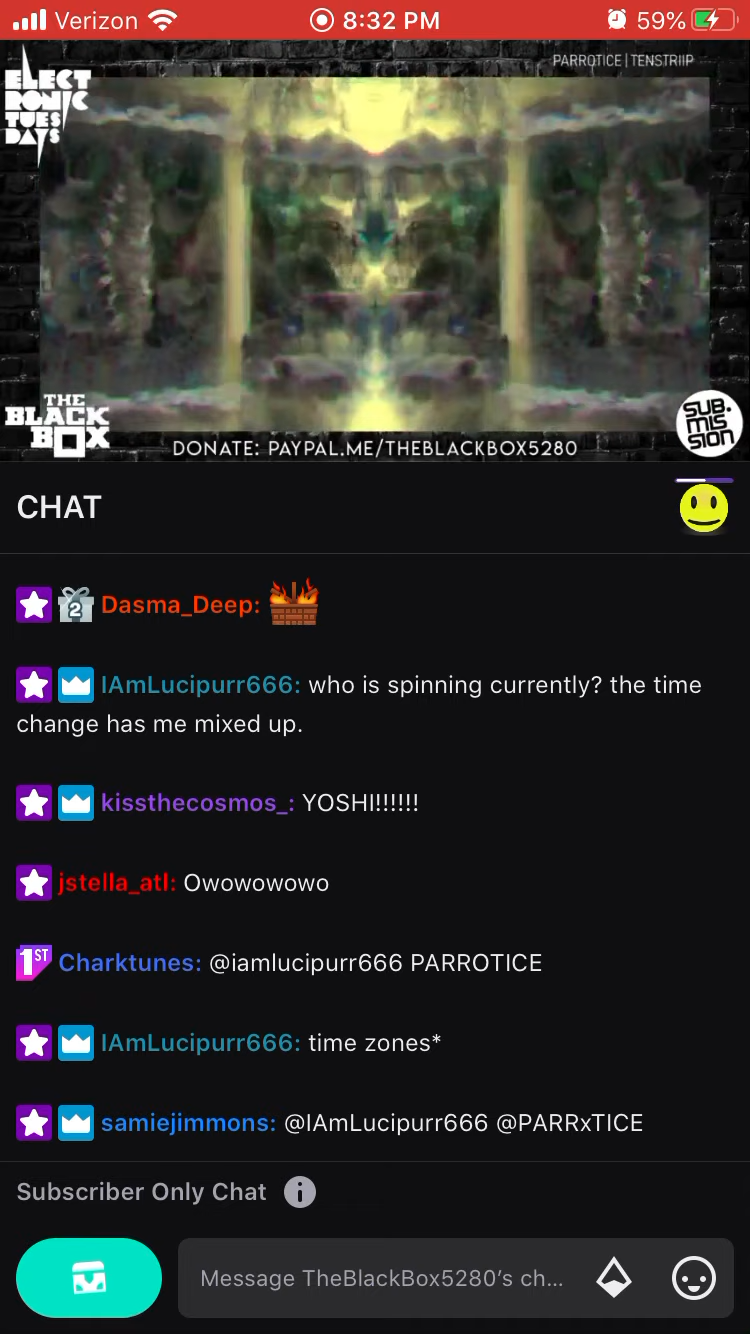 Verizon 8:32 PM 59%
PARROTICE | TENSTRIIP
ELECT
RONIC
TUES
DAYS
THE
BLACK
BOX
SUB.
MIS
SION
DONATE: PAYPAL.ME/THEBLACKBOX5280
CHAT
2 Dasma_Deep:
IAmLucipurr666: who is spinning currently? the time
change has me mixed up.
kissthecosmos_: YOSHI!!!!!!
jstella_atl: Owowowowo
1ST Charktunes: @iamlucipurr666 PARROTICE
IAmLucipurr666: time zones*
samiejimmons: @IAmLucipurr666 @PARRxTICE
Subscriber Only Chat i
Message TheBlackBox5280's ch...